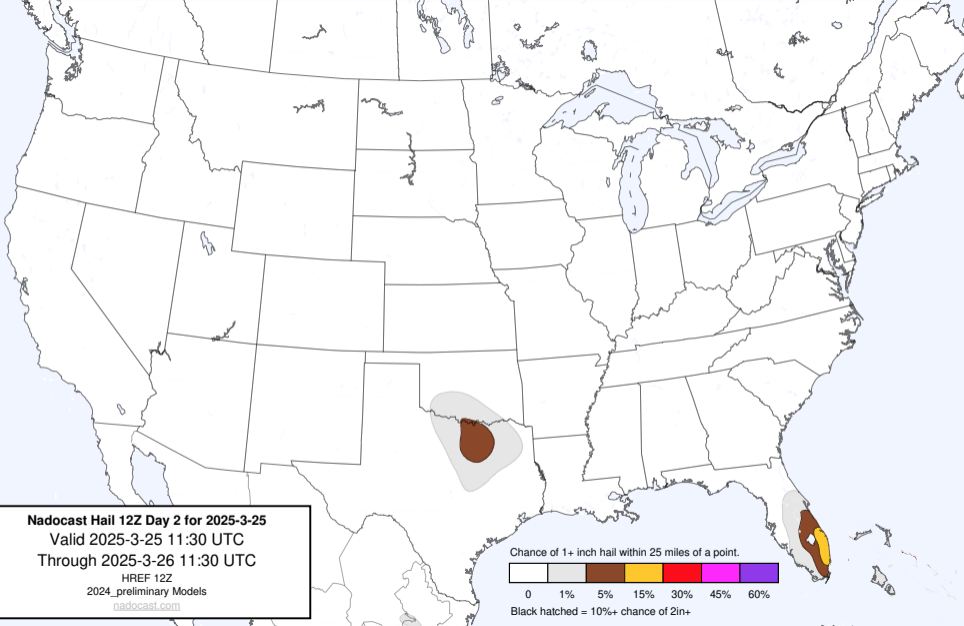 Nadocast Hail 12Z Day 2 for 2025-3-25
Valid 2025-3-25 11:30 UTC
Through 2025-3-26 11:30 UTC
HREF 12Z
2024_preliminary Models
nadocast.com
Chance of 1+ inch hail within 25 miles of a point.
0 1% 5% 15% 30% 45% 60%
Black hatched = 10%+ chance of 2in+